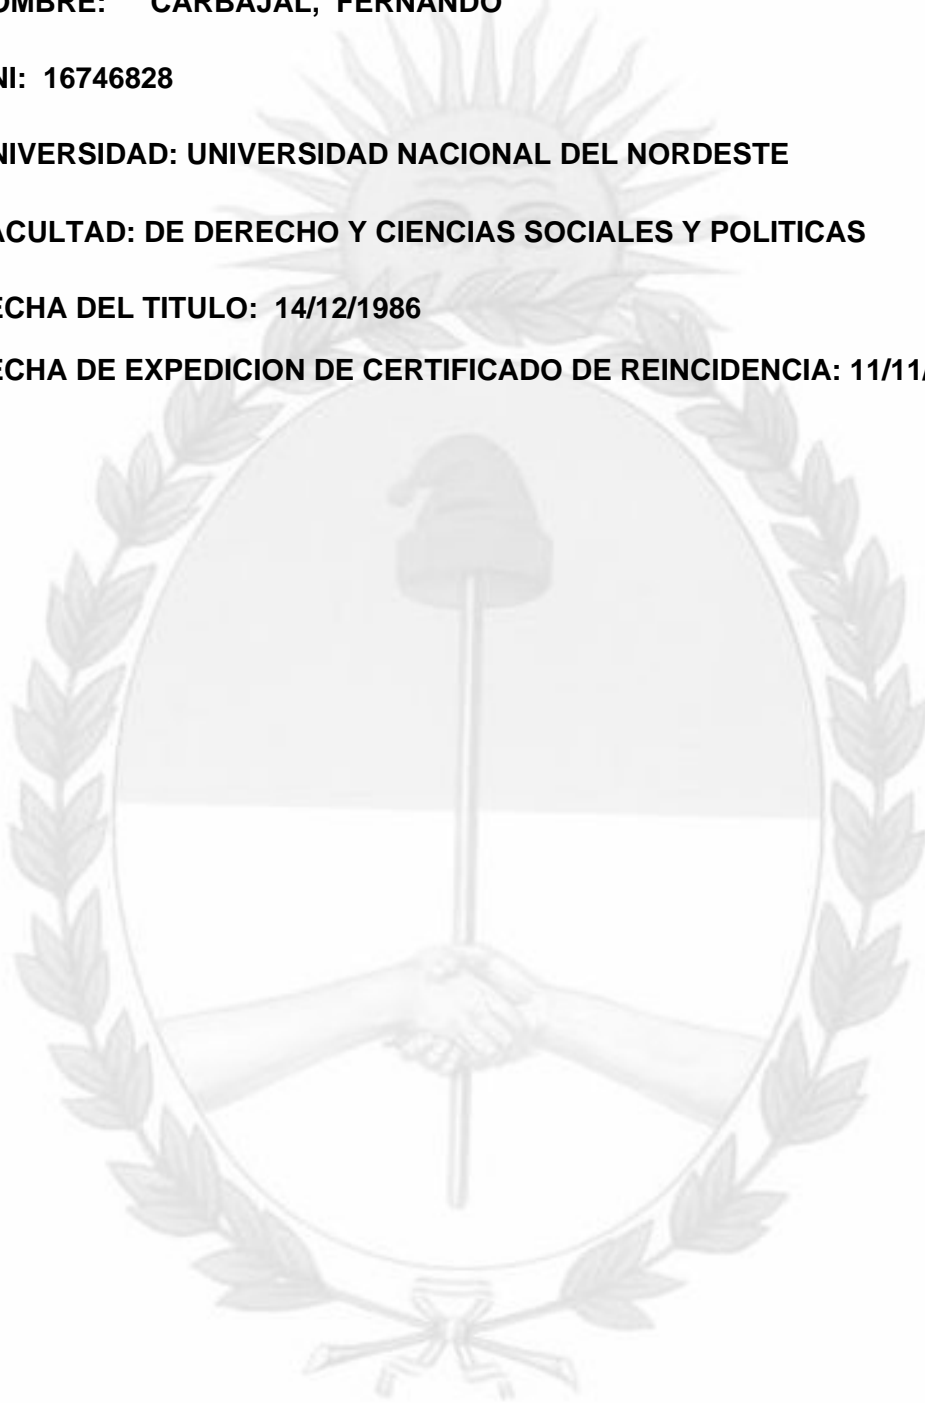 OMBRE: CARBAJAL, FERNANDO
NI: 16746828
NIVERSIDAD: UNIVERSIDAD NACIONAL DEL NORDESTE
ACULTAD: DE DERECHO Y CIENCIAS SOCIALES Y POLITICAS
ECHA DEL TITULO: 14/12/1986
ECHA DE EXPEDICION DE CERTIFICADO DE REINCIDENCIA: 11/11/